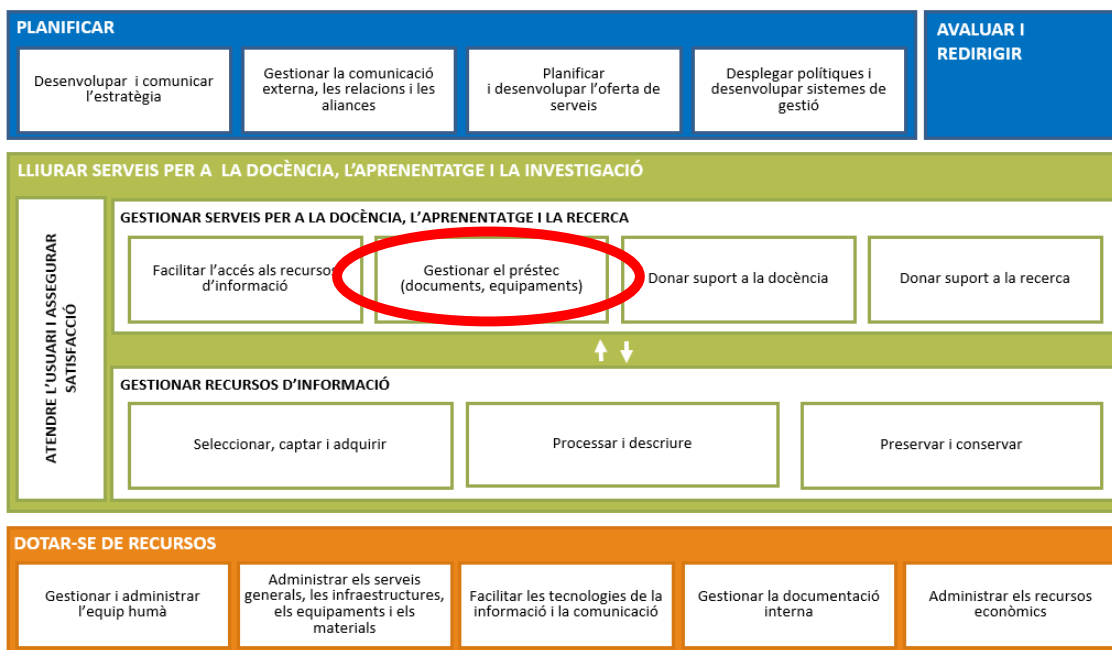 PLANIFICAR
Desenvolupar i comunicar
l'estratègia
Gestionar la comunicació
externa, les relacions i les
aliances
Planificar
i desenvolupar l'oferta de
serveis
Desplegar polítiques i
desenvolupar sistemes de
gestió
AVALUAR I
REDIRIGIR
LLIURAR SERVEIS PER A LA DOCÈNCIA, L'APRENENTATGE I LA INVESTIGACIÓ
ATENDRE L'USUARI I ASSEGURAR
SATISFACCIÓ
GESTIONAR SERVEIS PER A LA DOCÈNCIA, L'APRENENTATGE I LA RECERCA
Facilitar l'accés als recursos
d'informació
Gestionar el préstec
(documents, equipaments)
Donar suport a la docència
Donar suport a la recerca
GESTIONAR RECURSOS D'INFORMACIÓ
Seleccionar, captar i adquirir
Processar i descriure
Preservar i conservar
DOTAR-SE DE RECURSOS
Gestionar i administrar
l'equip humà
Administrar els serveis
generals, les infraestructures,
els equipaments i els
materials
Facilitar les tecnologies de la
informació i la comunicació
Gestionar la documentació
interna
Administrar els recursos
econòmics